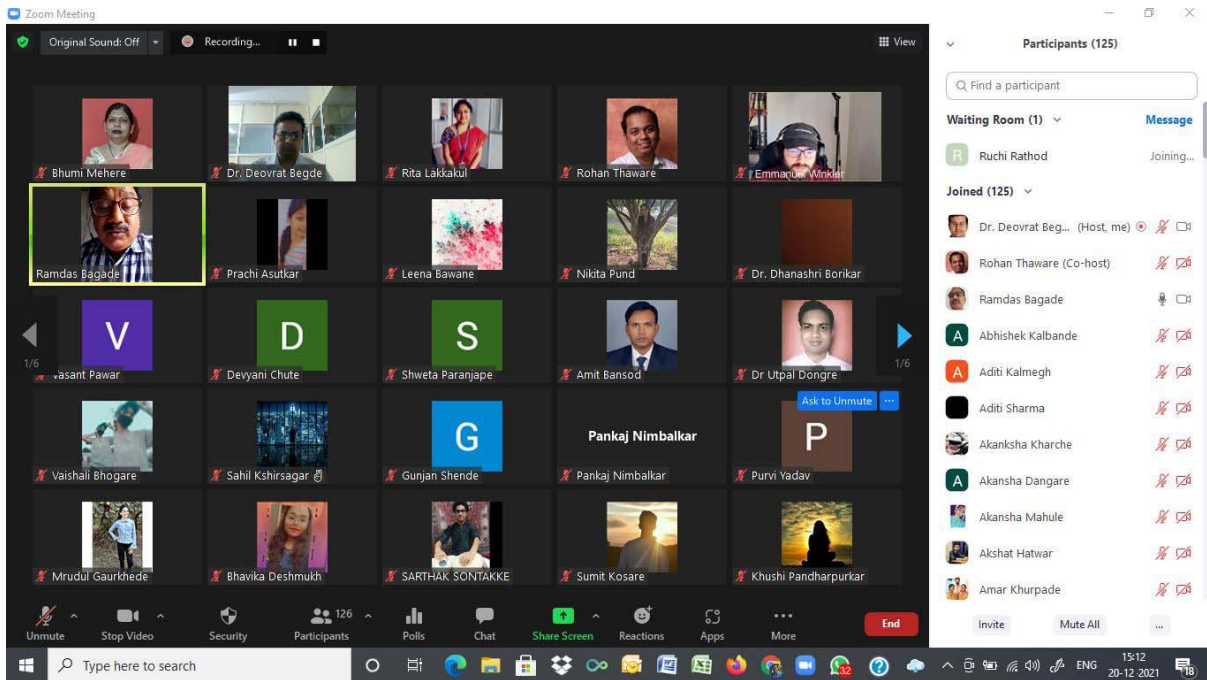 Zoom Meeting
Original Sound: Off
Recording...
View
Bhumi Mehere
Dr. Deovrat Begde
Rita Lakkakul
Rohan Thaware
Emmanuel Winkler
Ramdas Bagade
Prachi Asutkar
Leena Bawane
Nikita Pund
Dr. Dhanashri Borikar
V
D
S
1/6
Vasant Pawar
Devyani Chute
Shweta Paranjape
Amit Bansod
Dr Utpal Dongre
1/6
Ask to Unmute ...
G
Pankaj Nimbalkar
P
Vaishali Bhogare
Sahil Kshirsagar
Gunjan Shende
Pankaj Nimbalkar
Purvi Yadav
Mrudul Gaurkhede
Bhavika Deshmukh
SARTHAK SONTAKKE
Sumit Kosare
Khushi Pandharpurkar
Unmute
Stop Video
Security
126
Participants
Polls
Chat
Share Screen
Reactions
Apps
More
End
Participants (125)
Find a participant
Waiting Room (1)
Message
R Ruchi Rathod Joining...
Joined (125)
Dr. Deovrat Beg... (Host, me)
Rohan Thaware (Co-host)
Ramdas Bagade
A Abhishek Kalbande
A Aditi Kalmegh
Aditi Sharma
Akanksha Kharche
A Akansha Dangare
Akansha Mahule
Akshat Hatwar
Amar Khurpade
Invite Mute All ...
Type here to search
32
ENG
15:12
20-12-2021
18